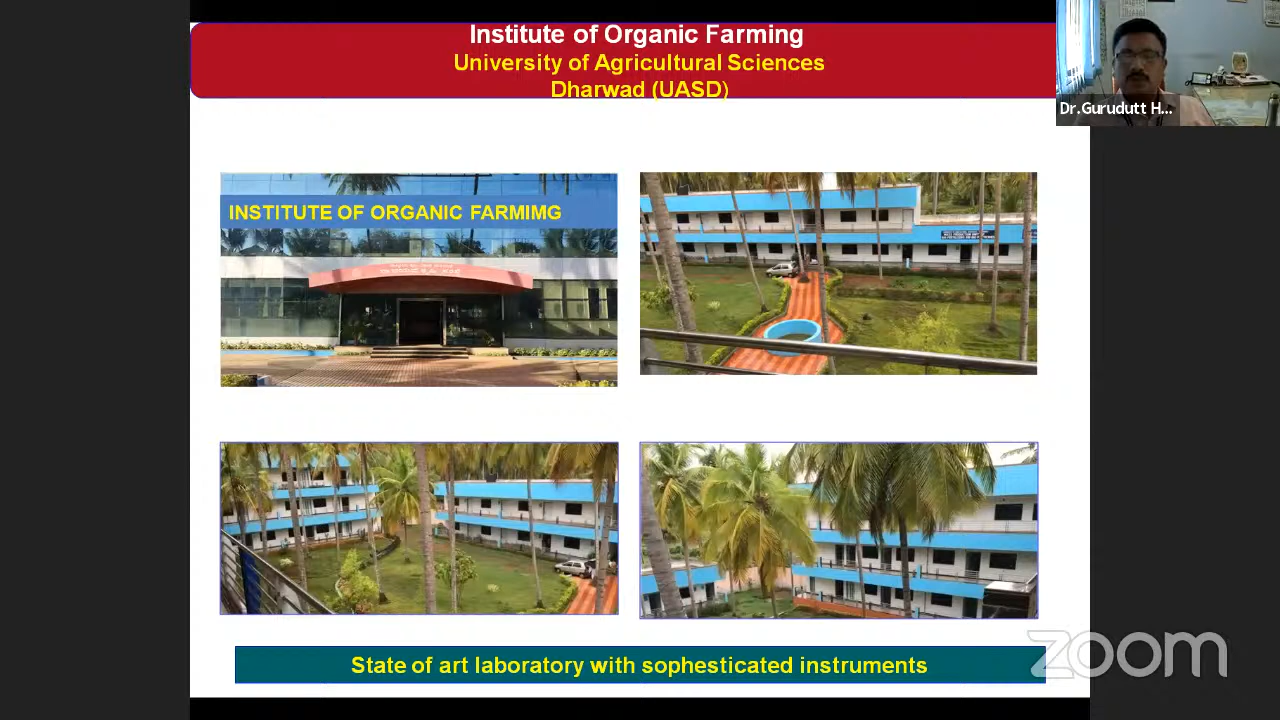 Institute of Organic Farming
University of Agricultural Sciences
Dharwad (UASD)
Dr.Gurudutt H...
INSTITUTE OF ORGANIC FARMIMG
State of art laboratory with sophesticated instruments
zoom